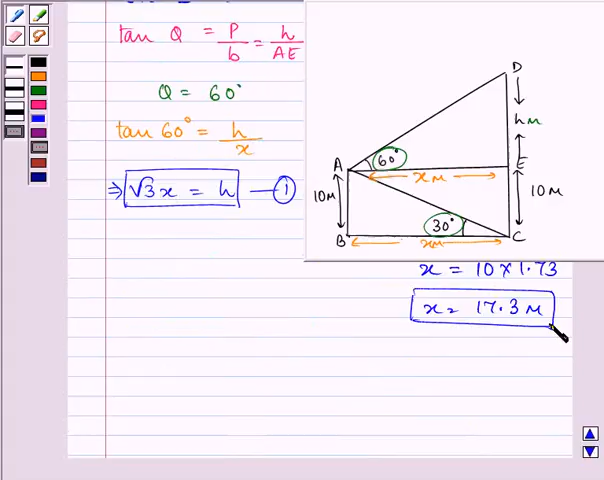 tan Q = P/b = h/AE
Q = 60°
tan 60° = h/x
⇒ √3x = h — ①
D
h M
A
60°
E
x M
10 M
10 M
30°
B
x M
C
x = 10 × 1.73
x = 17.3 M